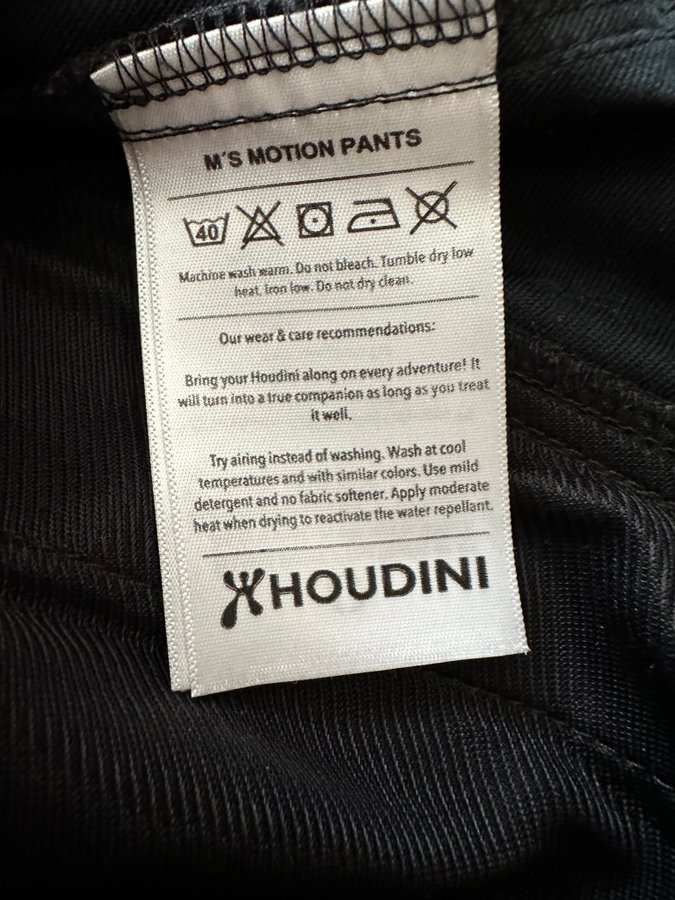 M´S MOTION PANTS
40
Machine wash warm. Do not bleach. Tumble dry low
heat. Iron low. Do not dry clean.
Our wear & care recommendations:
Bring your Houdini along on every adventure! It
will turn into a true companion as long as you treat
it well.
Try airing instead of washing. Wash at cool
temperatures and with similar colors. Use mild
detergent and no fabric softener. Apply moderate
heat when drying to reactivate the water repellant.
HOUDINI